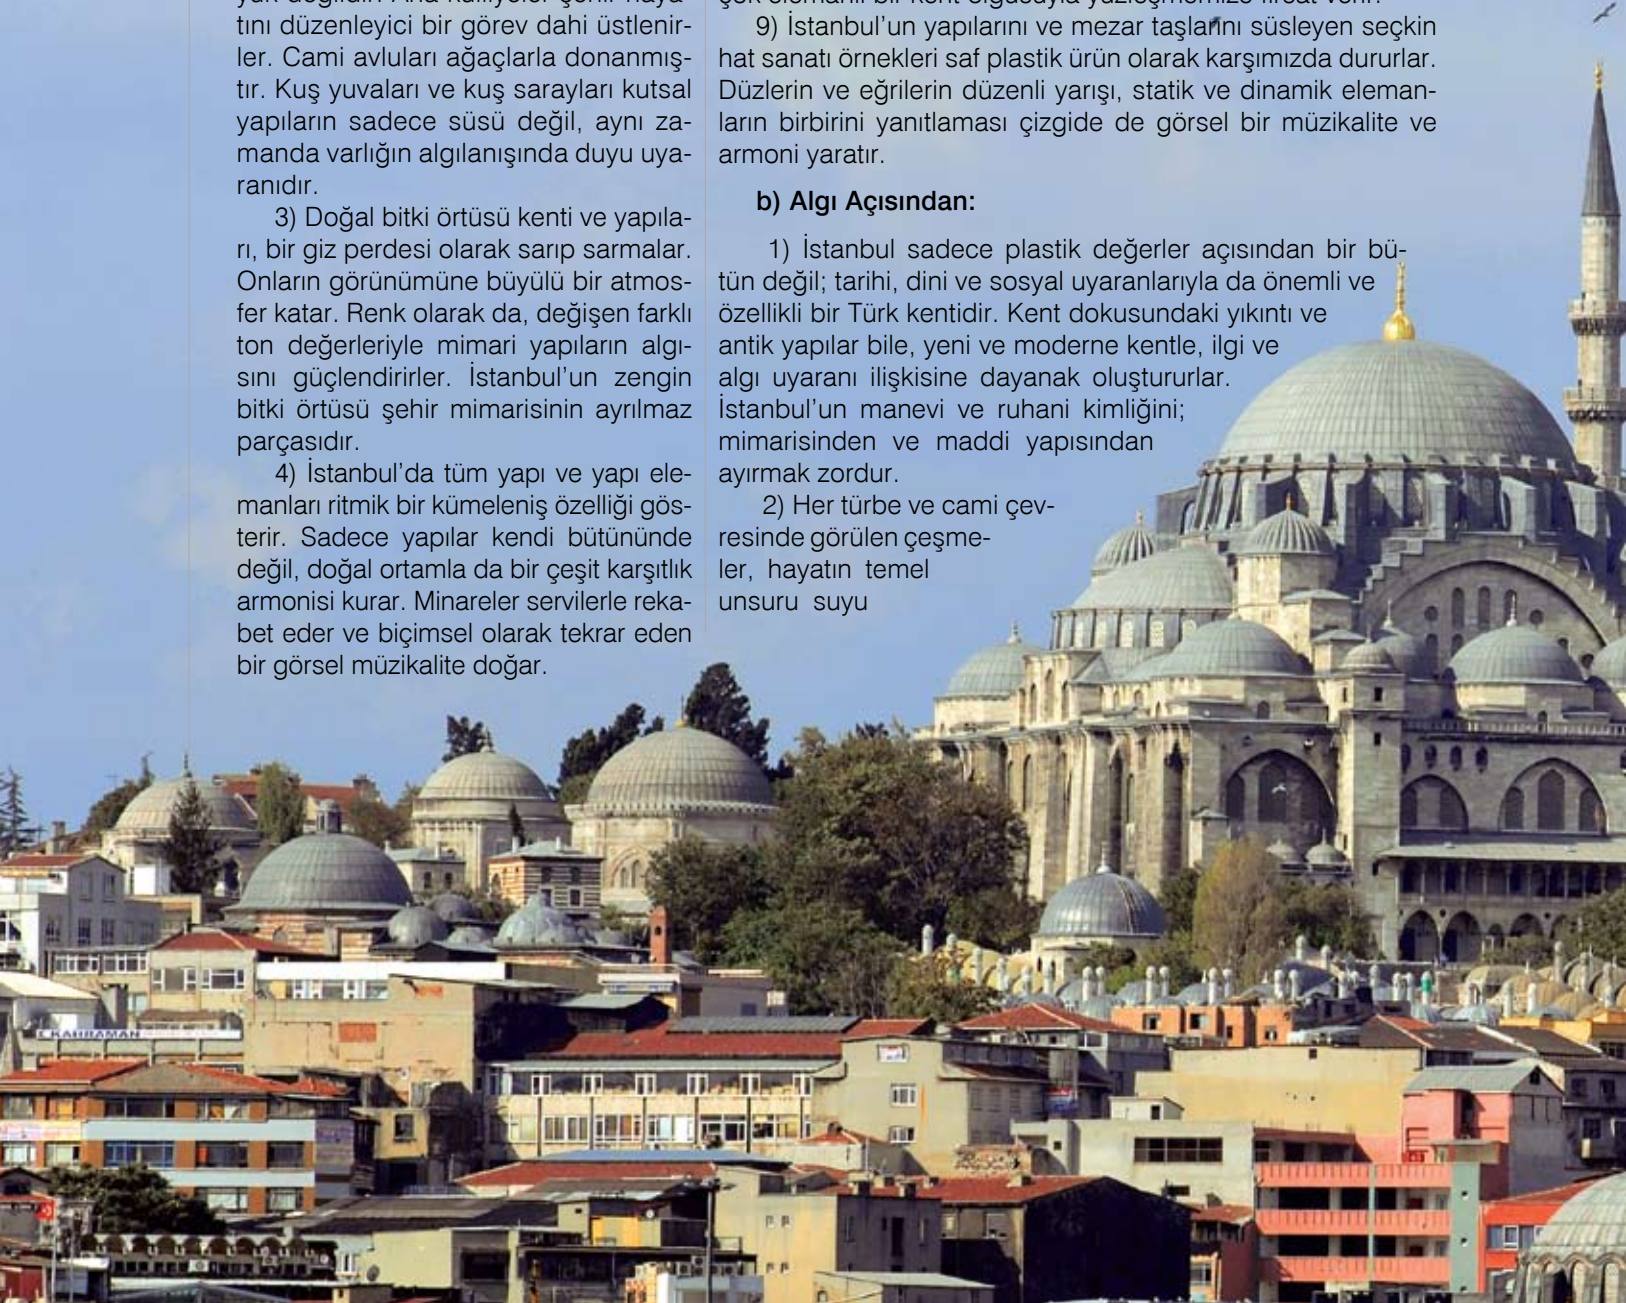 tını düzenleyici bir görev dahi üstlenir-
ler. Cami avluları ağaçlarla donanmış-
tır. Kuş yuvaları ve kuş sarayları kutsal
yapıların sadece süsü değil, aynı za-
manda varlığın algılanışında duyu uya-
ranıdır.
3) Doğal bitki örtüsü kenti ve yapıla-
rı, bir giz perdesi olarak sarıp sarmalar.
Onların görünümüne büyülü bir atmos-
fer katar. Renk olarak da, değişen farklı
ton değerleriyle mimari yapıların algı-
sını güçlendirirler. İstanbul'un zengin
bitki örtüsü şehir mimarisinin ayrılmaz
parçasıdır.
4) İstanbul'da tüm yapı ve yapı ele-
manları ritmik bir kümeleniş özelliği gös-
terir. Sadece yapılar kendi bütününde
değil, doğal ortamla da bir çeşit karşıtlık
armonisi kurar. Minareler servilerle reka-
bet eder ve biçimsel olarak tekrar eden
bir görsel müzikalite doğar.
9) İstanbul'un yapılarını ve mezar taşlarını süsleyen seçkin
hat sanatı örnekleri saf plastik ürün olarak karşımızda dururlar.
Düzlerin ve eğrilerin düzenli yarışı, statik ve dinamik eleman-
ların birbirini yanıtlaması çizgide de görsel bir müzikalite ve
armoni yaratır.
b) Algı Açısından:
1) İstanbul sadece plastik değerler açısından bir bü-
tün değil; tarihi, dini ve sosyal uyaranlarıyla da önemli ve
özellikli bir Türk kentidir. Kent dokusundaki yıkıntı ve
antik yapılar bile, yeni ve moderne kentle, ilgi ve
algı uyaranı ilişkisine dayanak oluştururlar.
İstanbul'un manevi ve ruhani kimliğini;
mimarisinden ve maddi yapısından
ayırmak zordur.
2) Her türbe ve cami çev-
resinde görülen çeşme-
ler, hayatın temel
unsuru suyu
KAHRAMAN